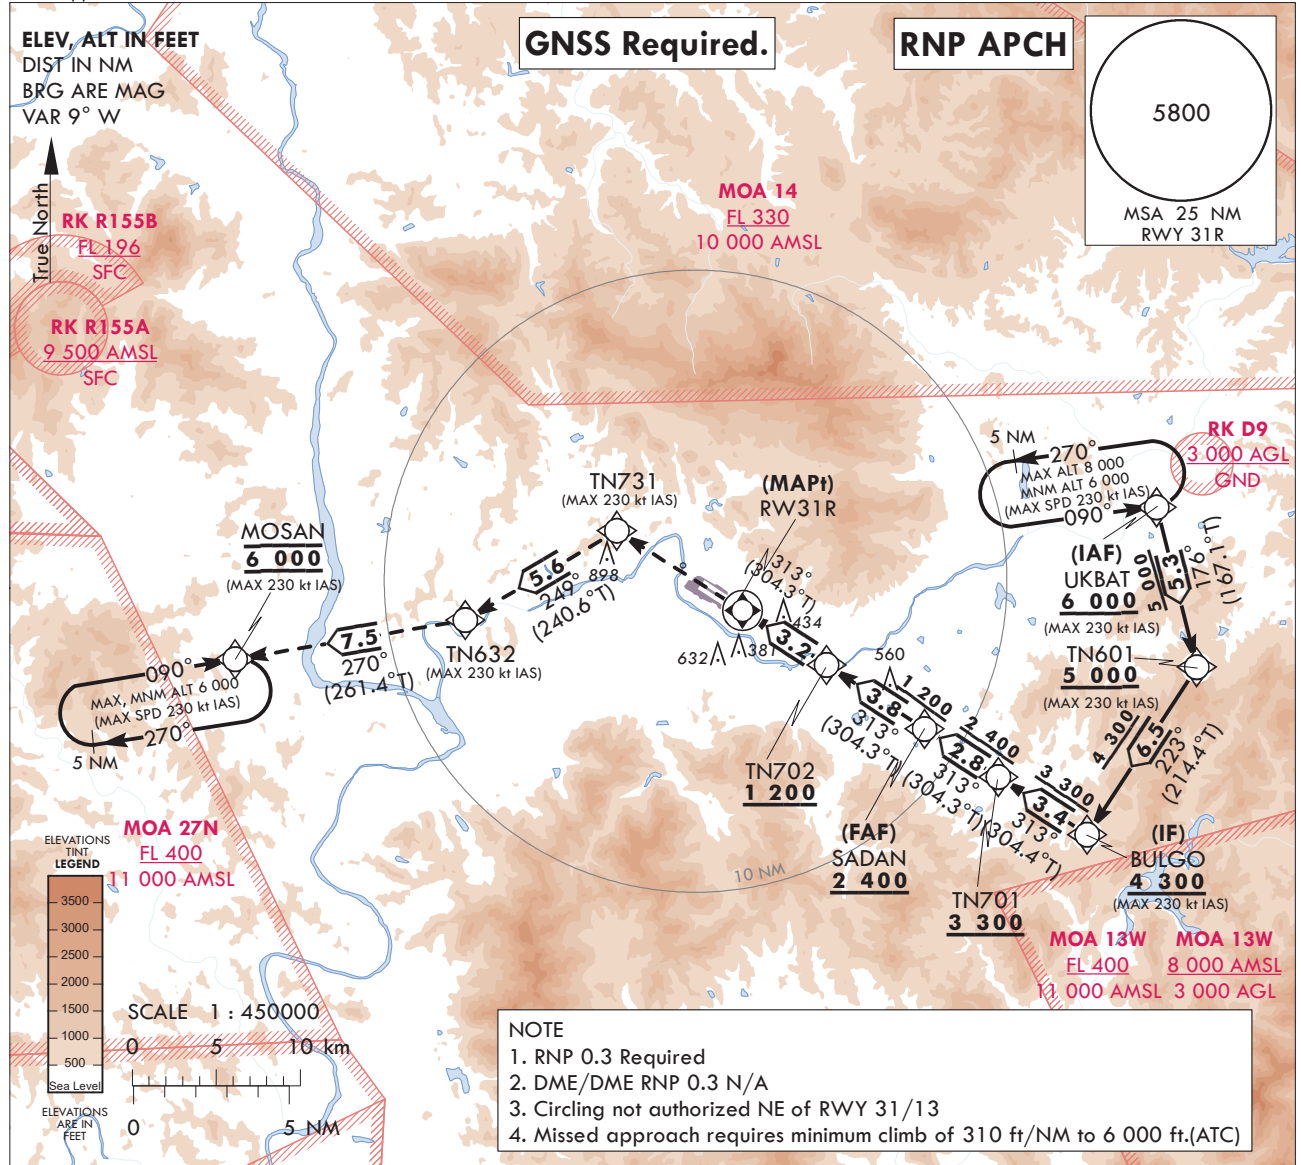 ELEV, ALT IN FEET
DIST IN NM
BRG ARE MAG
VAR 9° W
True North
GNSS Required.
RNP APCH
5800
MSA 25 NM
RWY 31R
RK R155B
FL 196
SFC
RK R155A
9 500 AMSL
SFC
MOA 14
FL 330
10 000 AMSL
RK D9
3 000 AGL
GND
5 NM
270°
MAX ALT 8 000
MNM ALT 6 000
(MAX SPD 230 kt IAS)
090°
(IAF)
UKBAT
6 000
(MAX 230 kt IAS)
5 000
5.3
176°
(167.1°T)
TN601
5 000
(MAX 230 kt IAS)
4 300
6.5
223°
(214.4°T)
(IF)
BULGO
4 300
(MAX 230 kt IAS)
3 300
3.4
313°
(304.4°T)
TN701
3 300
2 400
2.8
313°
(304.3°T)
(FAF)
SADAN
2 400
1 200
3.8
313°
(304.3°T)
TN702
1 200
3.2
313°
(304.3°T)
(MAPt)
RW31R
434
381
632
560
898
TN731
(MAX 230 kt IAS)
5.6
249°
(240.6°T)
TN632
(MAX 230 kt IAS)
7.5
270°
(261.4°T)
MOSAN
6 000
(MAX 230 kt IAS)
090°
MAX, MNM ALT 6 000
(MAX SPD 230 kt IAS)
270°
5 NM
10 NM
MOA 27N
FL 400
11 000 AMSL
MOA 13W
FL 400
11 000 AMSL
MOA 13W
8 000 AMSL
3 000 AGL
ELEVATIONS
TINT
LEGEND
3500
3000
2500
2000
1500
1000
500
Sea Level
ELEVATIONS
ARE IN
FEET
SCALE 1 : 450000
0 5 10 km
0 5 NM
NOTE
1. RNP 0.3 Required
2. DME/DME RNP 0.3 N/A
3. Circling not authorized NE of RWY 31/13
4. Missed approach requires minimum climb of 310 ft/NM to 6 000 ft.(ATC)